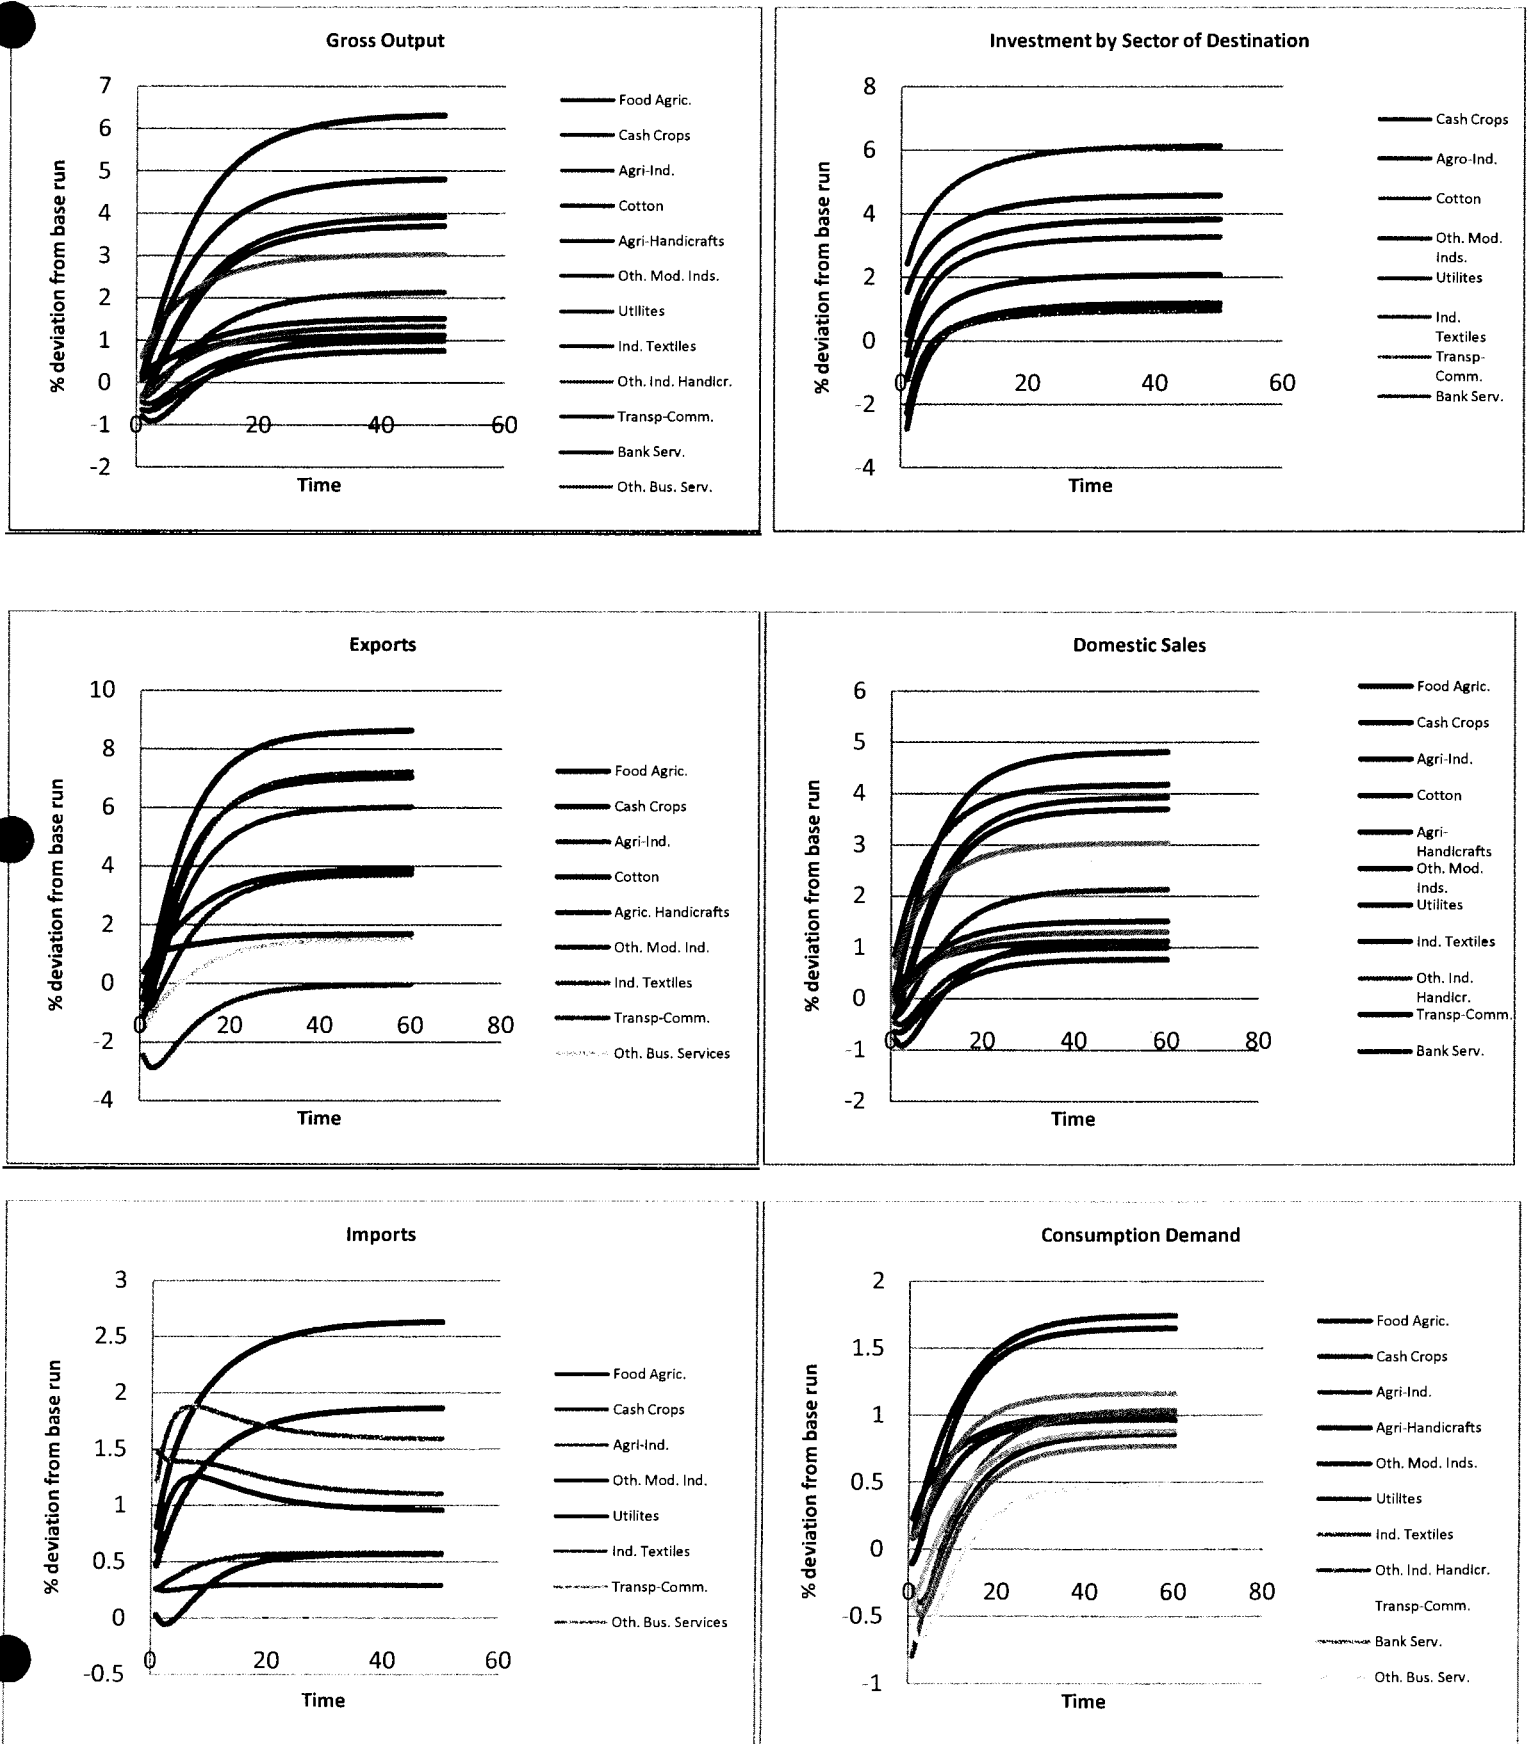 Gross Output
% deviation from base run
7
6
5
4
3
2
1
0
-1
-2
0
20
40
60
Time
Food Agric.
Cash Crops
Agri-Ind.
Cotton
Agri-Handicrafts
Oth. Mod. Inds.
Utilites
Ind. Textiles
Oth. Ind. Handicr.
Transp-Comm.
Bank Serv.
Oth. Bus. Serv.
Investment by Sector of Destination
% deviation from base run
8
6
4
2
0
-2
-4
0
20
40
60
Time
Cash Crops
Agro-Ind.
Cotton
Oth. Mod.
Inds.
Utilites
Ind.
Textiles
Transp-
Comm.
Bank Serv.
Exports
% deviation from base run
10
8
6
4
2
0
-2
-4
0
20
40
60
80
Time
Food Agric.
Cash Crops
Agri-Ind.
Cotton
Agric. Handicrafts
Oth. Mod. Ind.
Ind. Textiles
Transp-Comm.
Oth. Bus. Services
Domestic Sales
% deviation from base run
6
5
4
3
2
1
0
-1
-2
0
20
40
60
80
Time
Food Agric.
Cash Crops
Agri-Ind.
Cotton
Agri-
Handicrafts
Oth. Mod.
Inds.
Utilites
Ind. Textiles
Oth. Ind.
Handicr.
Transp-Comm.
Bank Serv.
Imports
% deviation from base run
3
2.5
2
1.5
1
0.5
0
-0.5
0
20
40
60
Time
Food Agric.
Cash Crops
Agri-Ind.
Oth. Mod. Ind.
Utilites
Ind. Textiles
Transp-Comm.
Oth. Bus. Services
Consumption Demand
% deviation from base run
2
1.5
1
0.5
0
-0.5
-1
0
20
40
60
80
Time
Food Agric.
Cash Crops
Agri-Ind.
Agri-Handicrafts
Oth. Mod. Inds.
Utilites
Ind. Textiles
Oth. Ind. Handicr.
Transp-Comm.
Bank Serv.
Oth. Bus. Serv.